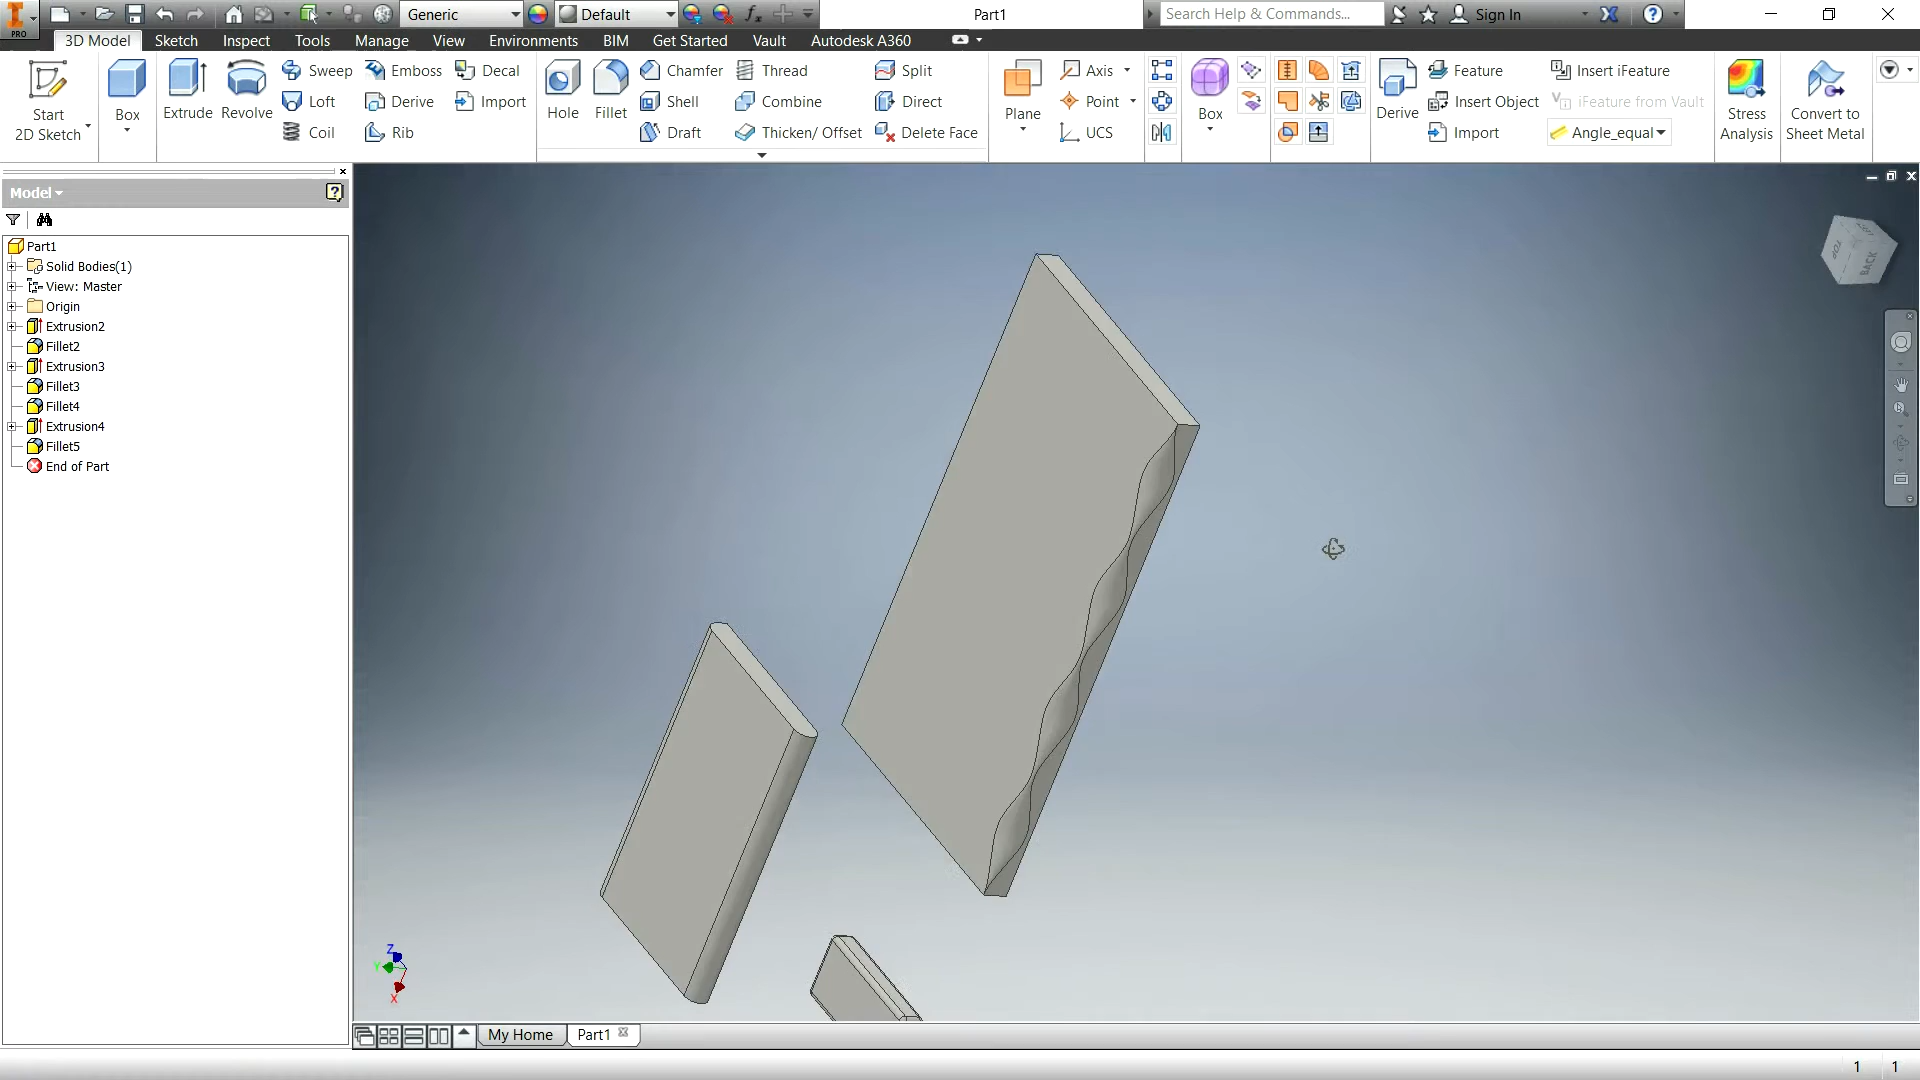 PRO
Generic
Default
fx
Part1
Search Help & Commands...
Sign In
3D Model
Sketch
Inspect
Tools
Manage
View
Environments
BIM
Get Started
Vault
Autodesk A360
Start
2D Sketch
Box
Extrude
Revolve
Sweep
Loft
Coil
Emboss
Derive
Rib
Decal
Import
Hole
Fillet
Chamfer
Shell
Draft
Thread
Combine
Thicken/ Offset
Split
Direct
Delete Face
Plane
Axis
Point
UCS
Box
Derive
Feature
Insert Object
Import
Insert iFeature
iFeature from Vault
Angle_equal
Stress
Analysis
Convert to
Sheet Metal
Model
Part1
Solid Bodies(1)
View: Master
Origin
Extrusion2
Fillet2
Extrusion3
Fillet3
Fillet4
Extrusion4
Fillet5
End of Part
TOP
BACK
Z
Y
X
My Home
Part1
1 1